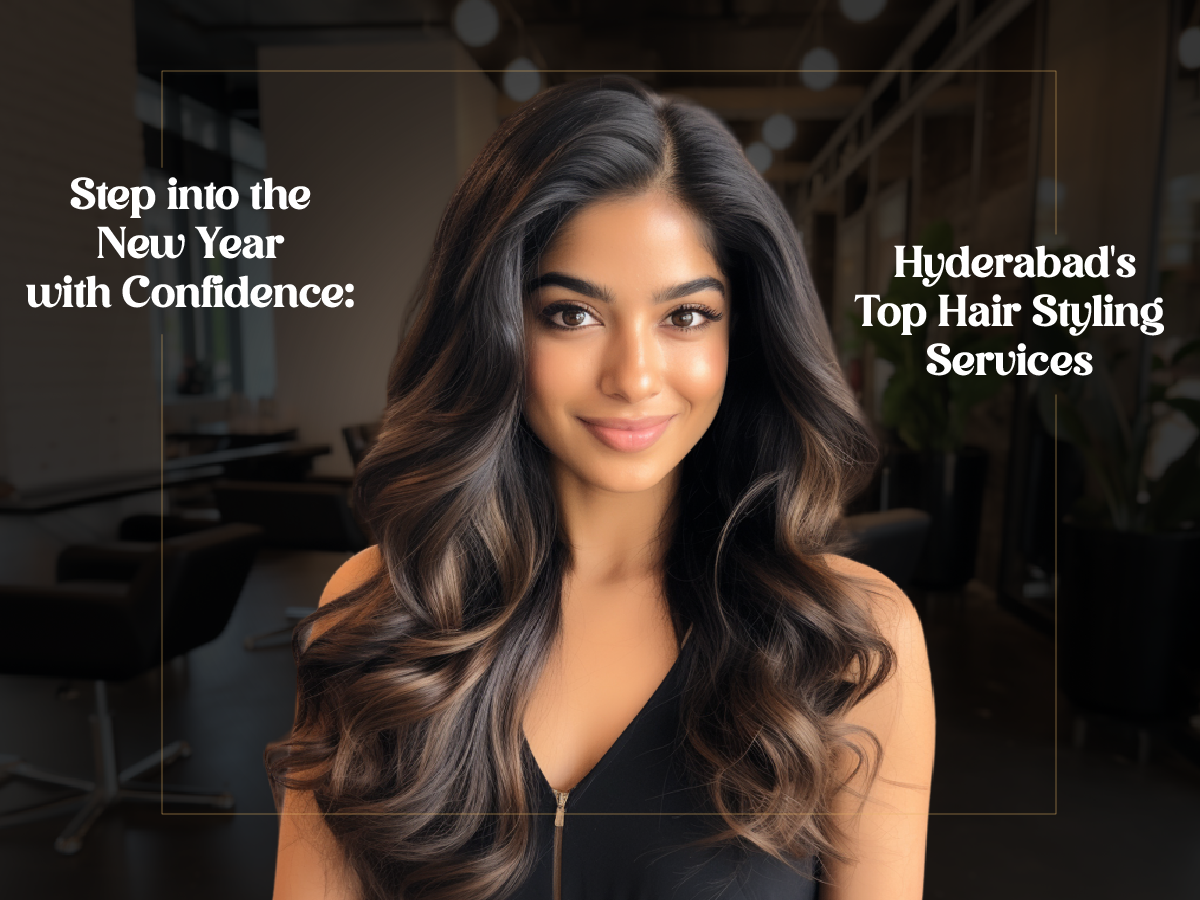 Step into the
New Year
with Confidence:
Hyderabad's
Top Hair Styling
Services